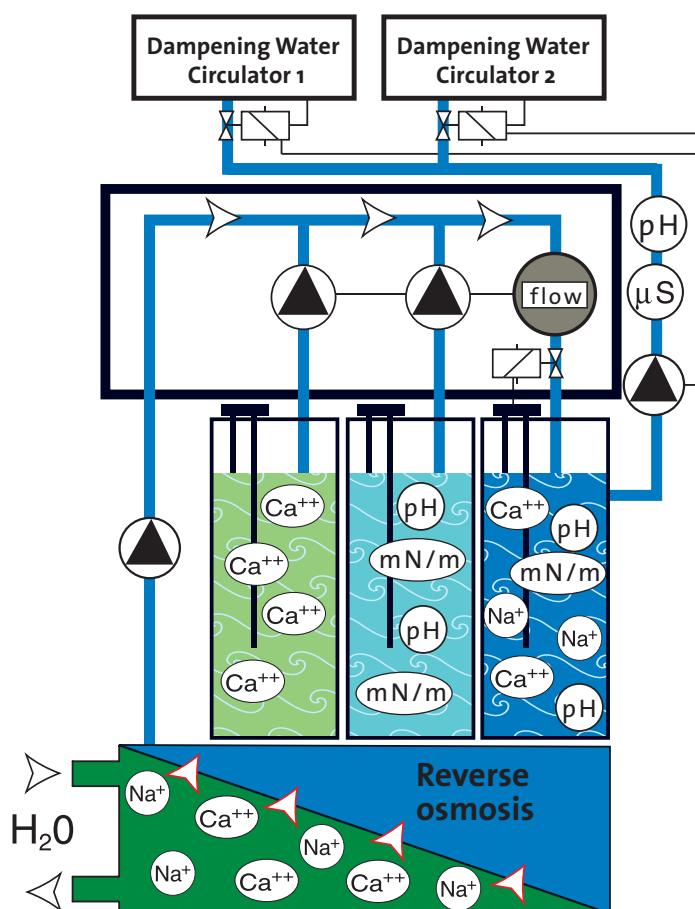 Dampening Water
Circulator 1
Dampening Water
Circulator 2
pH
flow
µS
Ca⁺⁺
pH
Ca⁺⁺
pH
Ca⁺⁺
mN/m
mN/m
Ca⁺⁺
pH
Na⁺
Na⁺
Ca⁺⁺
mN/m
Ca⁺⁺
pH
Reverse
osmosis
Na⁺
Ca⁺⁺
H₂0
Na⁺
Na⁺
Ca⁺⁺
Ca⁺⁺
Na⁺